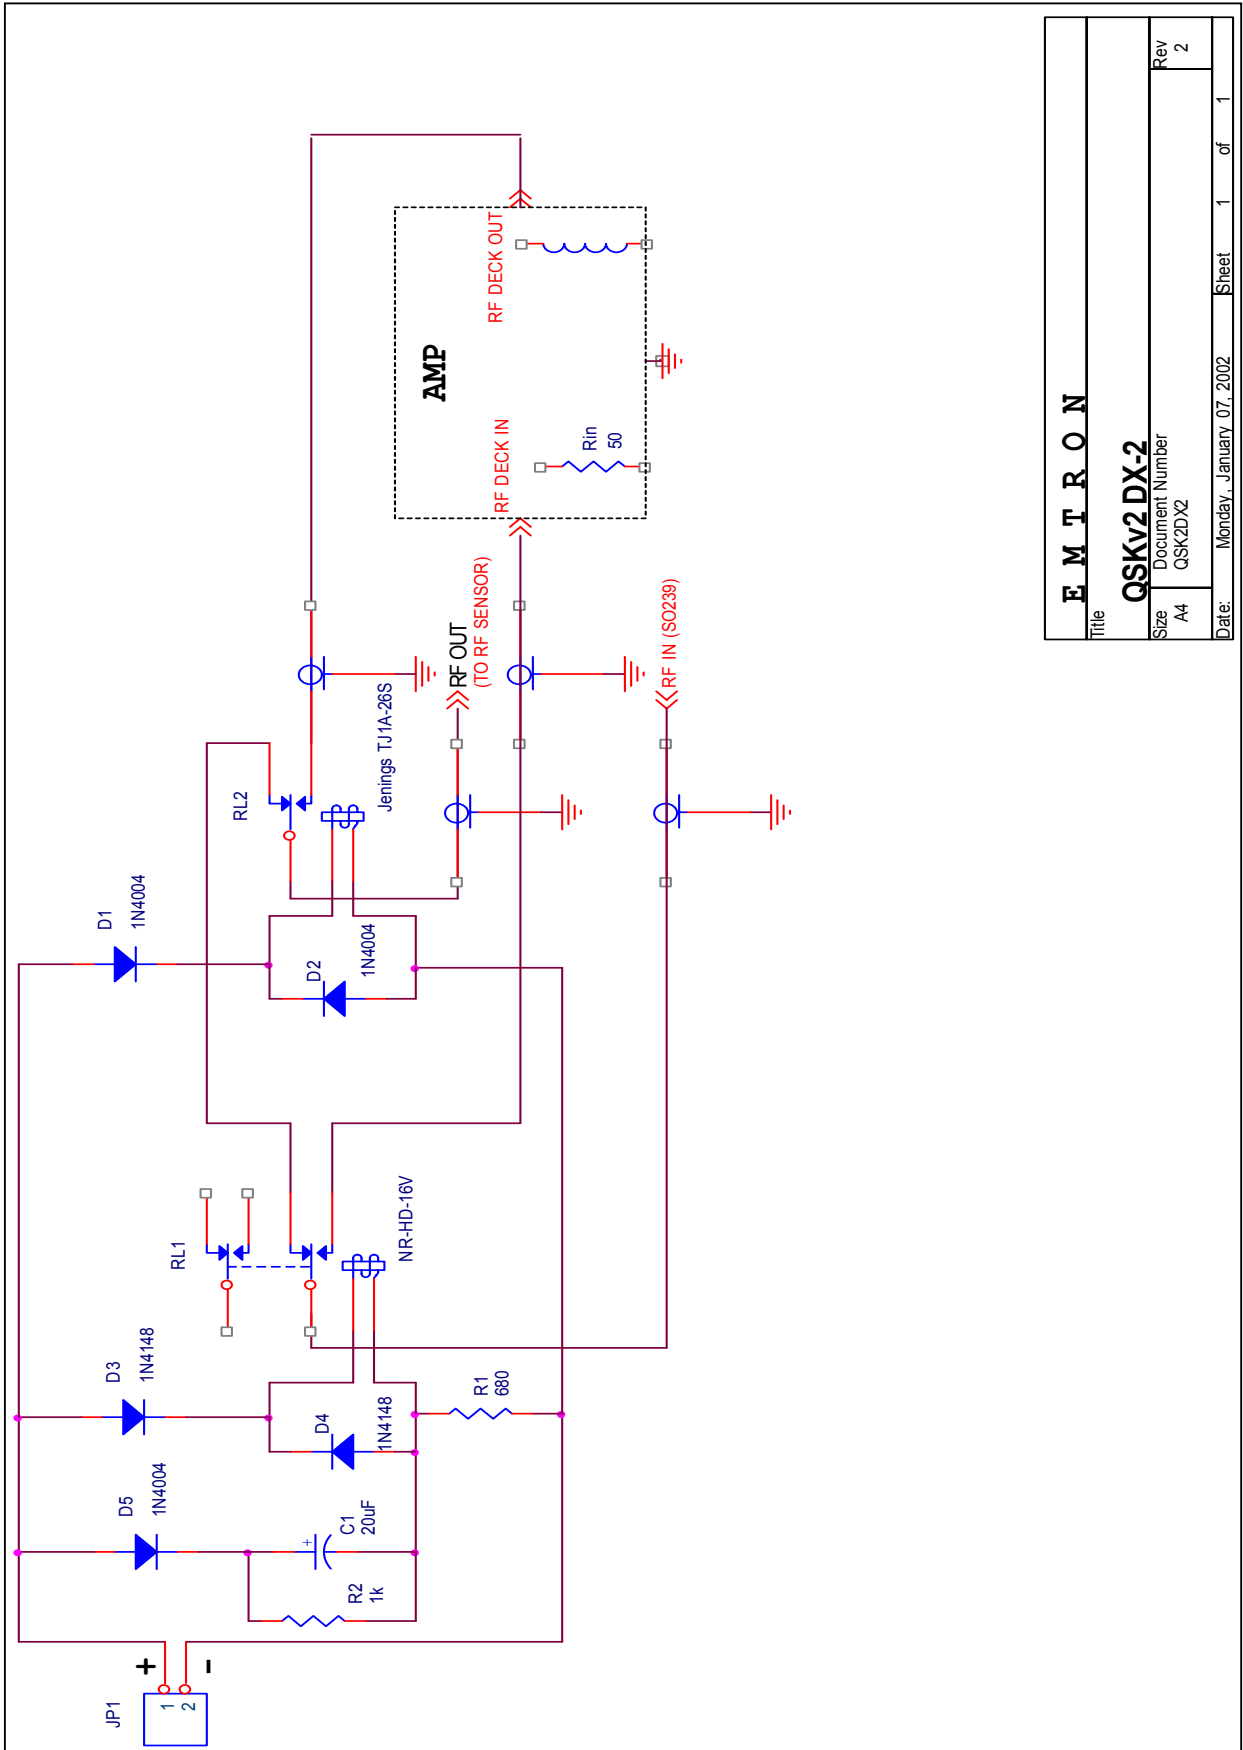 JP1
1
2
+
-
D5
1N4004
R2
1k
+
C1
20uF
D3
1N4148
D4
1N4148
R1
680
RL1
NR-HD-16V
D1
1N4004
D2
1N4004
RL2
Jenings TJ1A-26S
RF OUT
(TO RF SENSOR)
RF IN (SO239)
AMP
RF DECK IN
RF DECK OUT
Rin
50
E M T R O N
Title
QSKv2 DX-2
Size
A4
Document Number
QSK2DX2
Rev
2
Date:
Monday, January 07, 2002
Sheet 1 of 1